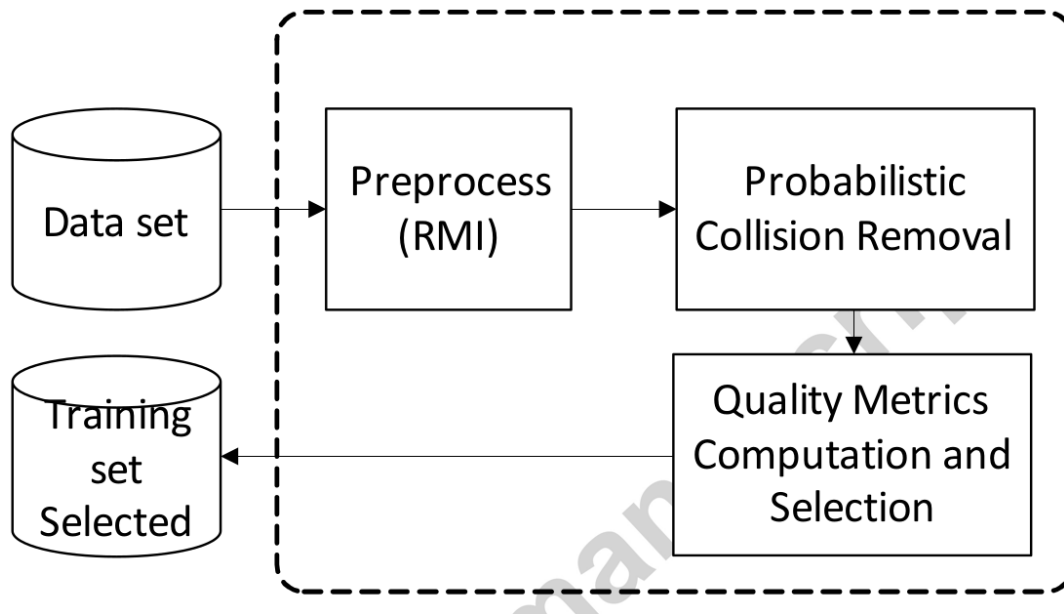 Data set
Preprocess
(RMI)
Probabilistic
Collision Removal
Quality Metrics
Computation and
Selection
Training
set
Selected